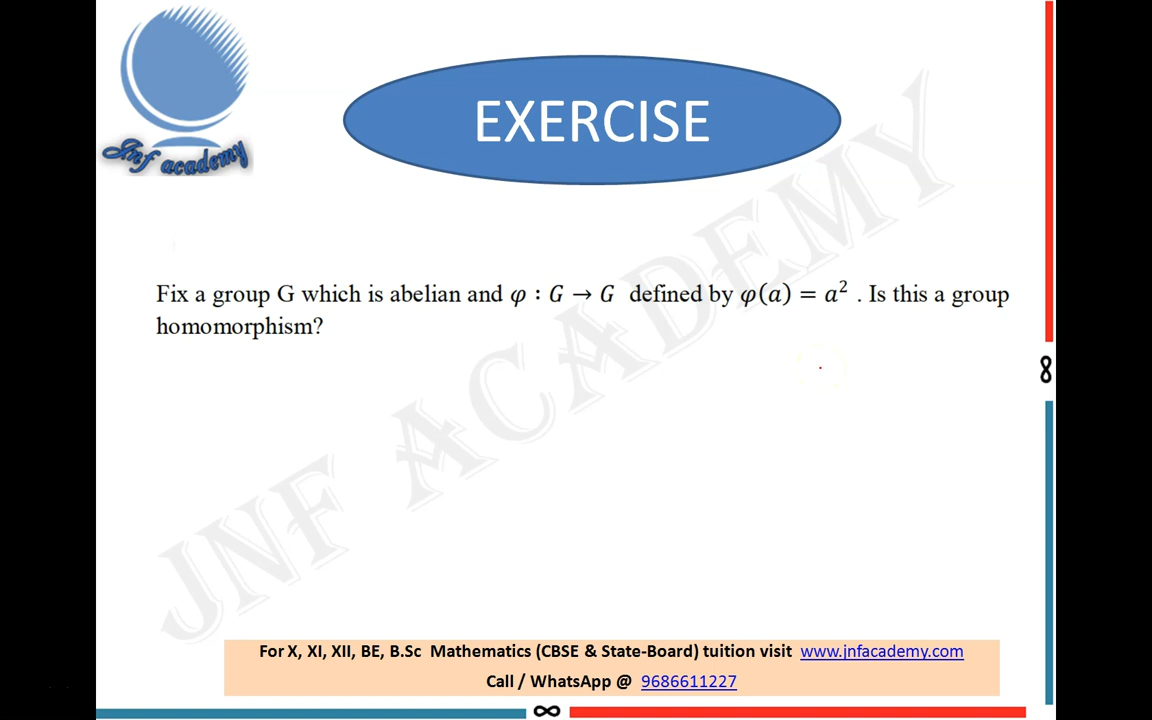 Jnf academy
EXERCISE
Fix a group G which is abelian and φ : G → G defined by φ(a) = a² . Is this a group
homomorphism?
JNF ACADEMY
For X, XI, XII, BE, B.Sc Mathematics (CBSE & State-Board) tuition visit www.jnfacademy.com
Call / WhatsApp @ 9686611227